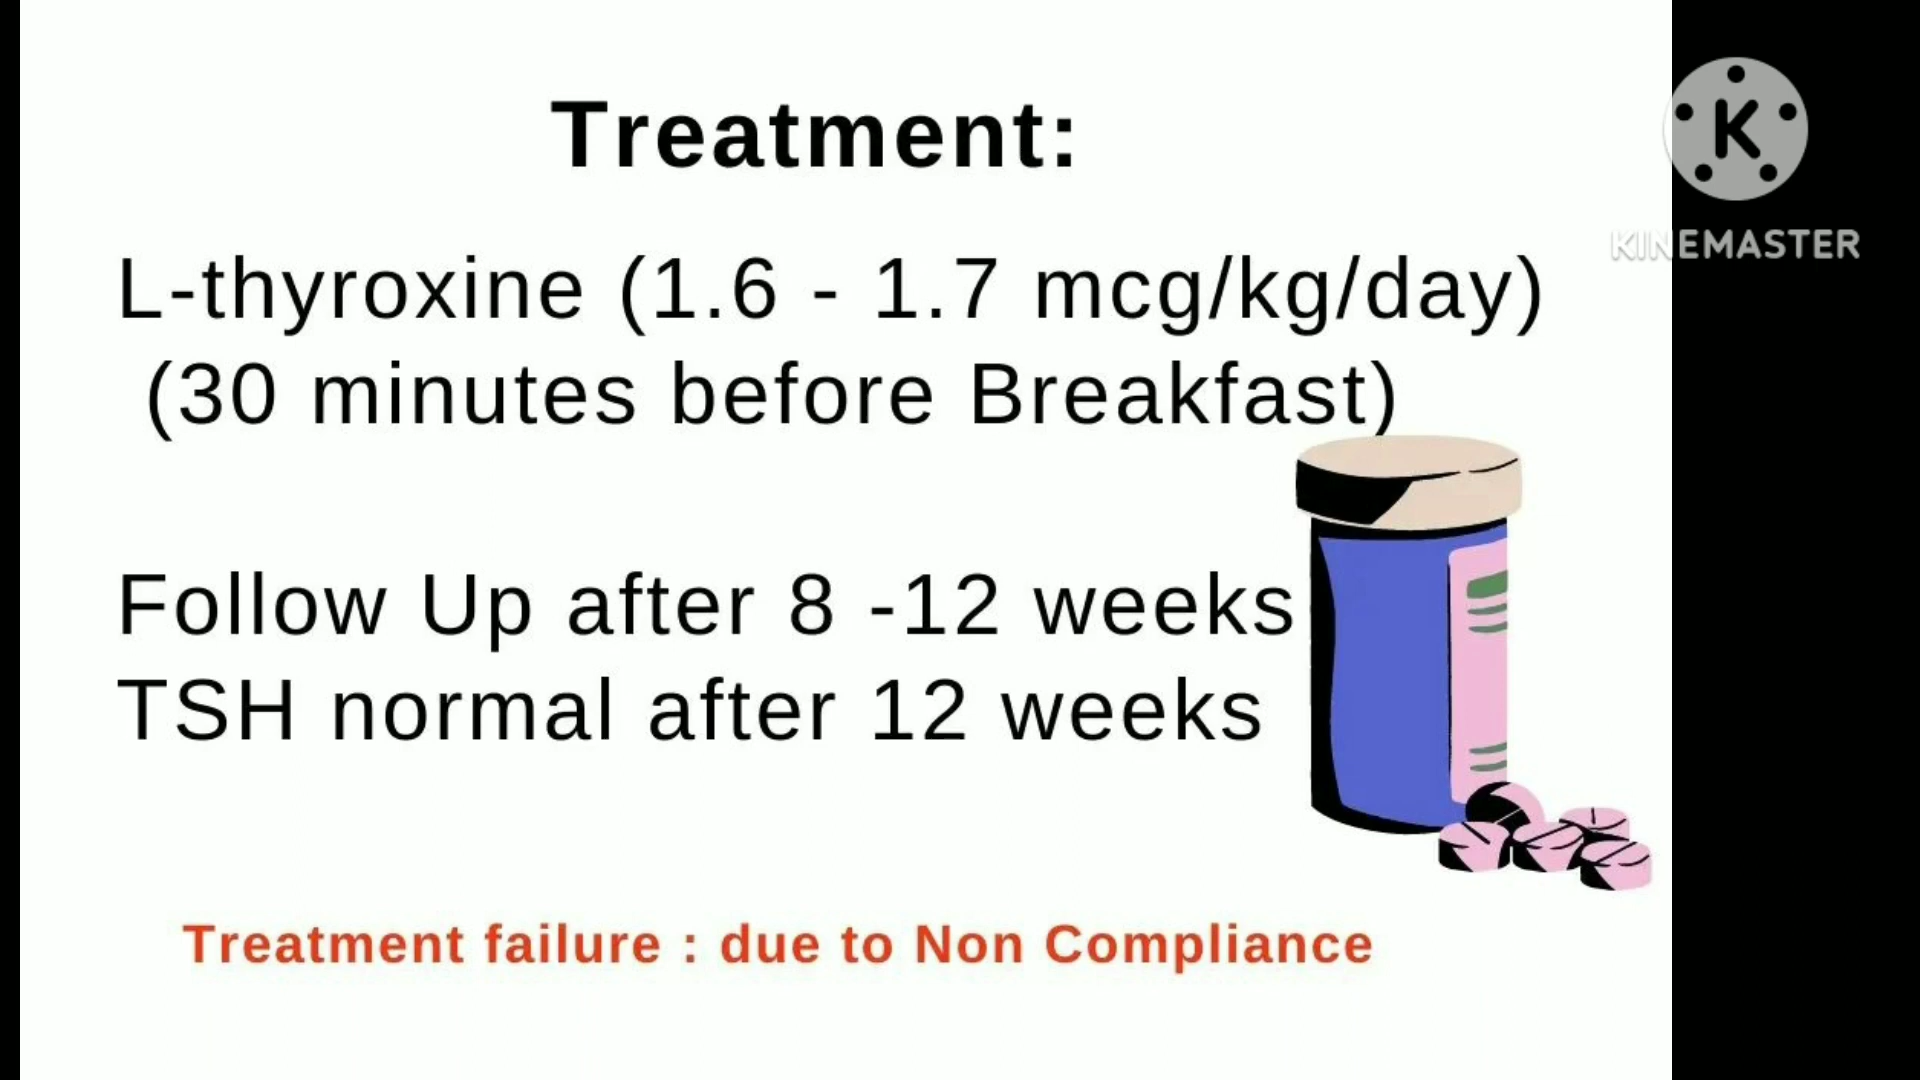 Treatment:
L-thyroxine (1.6 - 1.7 mcg/kg/day)
(30 minutes before Breakfast)
Follow Up after 8 -12 weeks
TSH normal after 12 weeks
Treatment failure : due to Non Compliance
K
KINEMASTER